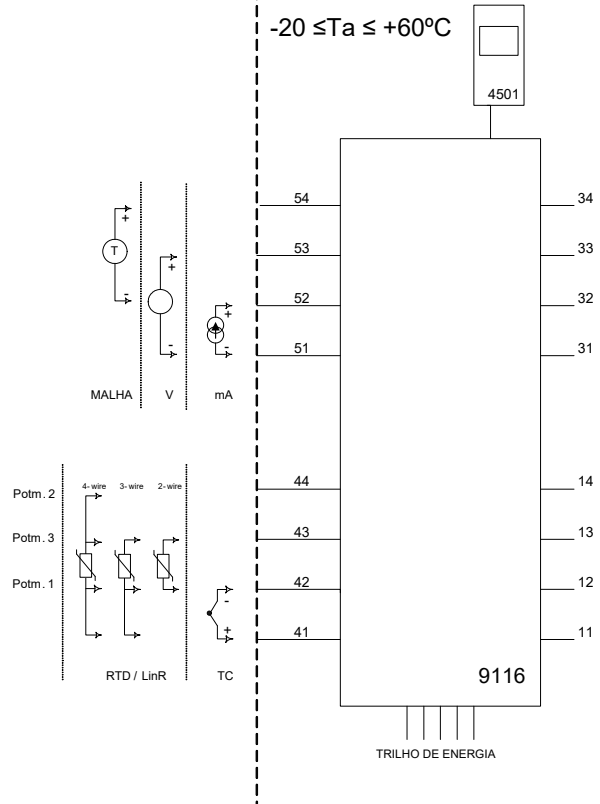 -20 ≤Ta ≤ +60ºC
4501
54
34
53
33
52
32
51
31
T
+
-
+
-
+
-
MALHA
V
mA
44
14
43
13
42
12
41
11
Potm. 2
Potm. 3
Potm. 1
4- wire
3- wire
2- wire
-
+
RTD / LinR
TC
9116
TRILHO DE ENERGIA